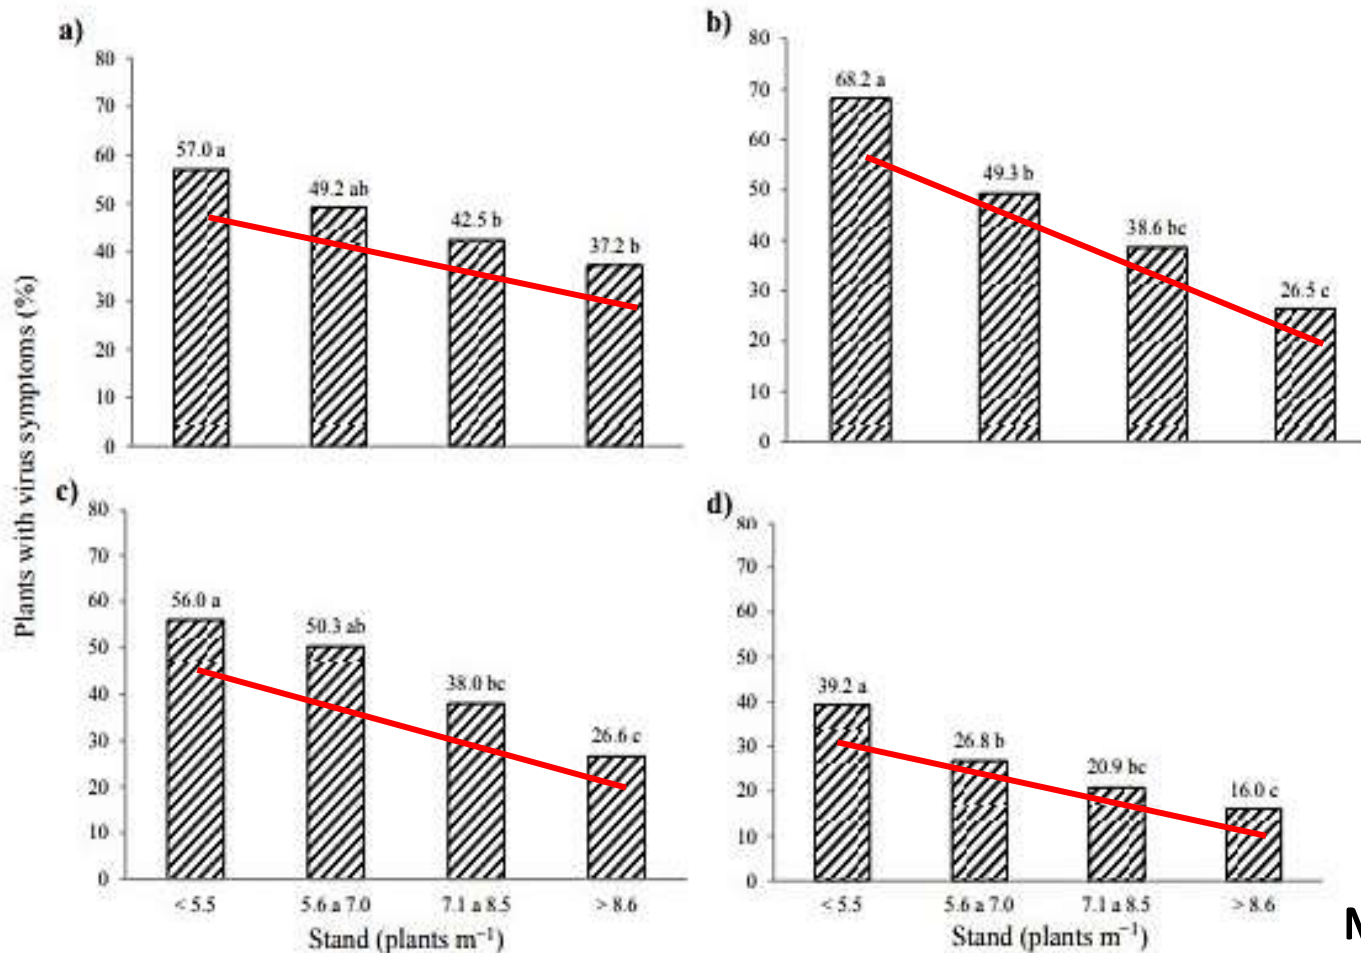 Plants with virus symptoms (%)
a)
80
70
60
50
40
30
20
10
0
57.0 a
49.2 ab
42.5 b
37.2 b
b)
80
70
60
50
40
30
20
10
0
68.2 a
49.3 b
38.6 bc
26.5 c
c)
80
70
60
50
40
30
20
10
0
56.0 a
50.3 ab
38.0 bc
26.6 c
< 5.5 5.6 a 7.0 7.1 a 8.5 > 8.6
Stand (plants m⁻¹)
d)
80
70
60
50
40
30
20
10
0
39.2 a
26.8 b
20.9 bc
16.0 c
< 5.5 5.6 a 7.0 7.1 a 8.5 > 8.6
Stand (plants m⁻¹)